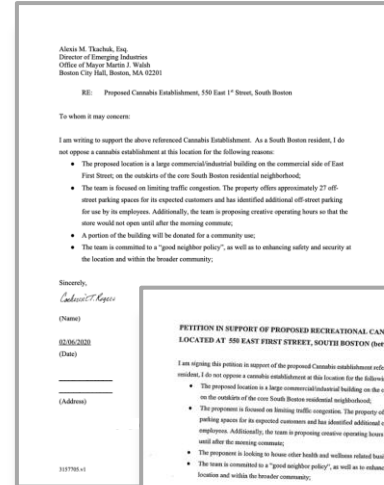 Alexis M. Tkachuk, Esq.
Director of Emerging Industries
Office of Mayor Martin J. Walsh
Boston City Hall, Boston, MA 02201
RE: Proposed Cannabis Establishment, 550 East 1st Street, South Boston
To whom it may concern:
I am writing to support the above referenced Cannabis Establishment. As a South Boston resident, I do
not oppose a cannabis establishment at this location for the following reasons:
• The proposed location is a large commercial/industrial building on the commercial side of East
First Street; on the outskirts of the core South Boston residential neighborhood;
• The team is focused on limiting traffic congestion. The property offers approximately 27 off-
street parking spaces for its expected customers and has identified additional off-street parking
for use by its employees. Additionally, the team is proposing creative operating hours so that the
store would not open until after the morning commute;
• A portion of the building will be donated for a community use;
• The team is committed to a "good neighbor policy", as well as to enhancing safety and security at
the location and within the broader community;
Sincerely,
(Name)
02/06/2020
(Date)
(Address)
3157705.v1
PETITION IN SUPPORT OF PROPOSED RECREATIONAL CAN
LOCATED AT 550 EAST FIRST STREET, SOUTH BOSTON (her
I am signing this petition in support of the proposed Cannabis establishment refe
resident, I do not oppose a cannabis establishment at this location for the followi
• The proposed location is a large commercial/industrial building on the c
on the outskirts of the core South Boston residential neighborhood;
• The proponent is focused on limiting traffic congestion. The property of
parking spaces for its expected customers and has identified additional o
employees. Additionally, the team is proposing creative operating hours
until after the morning commute;
• The proponent is looking to house other health and wellness related busi
• The team is committed to a "good neighbor policy", as well as to enhanc
location and within the broader community;